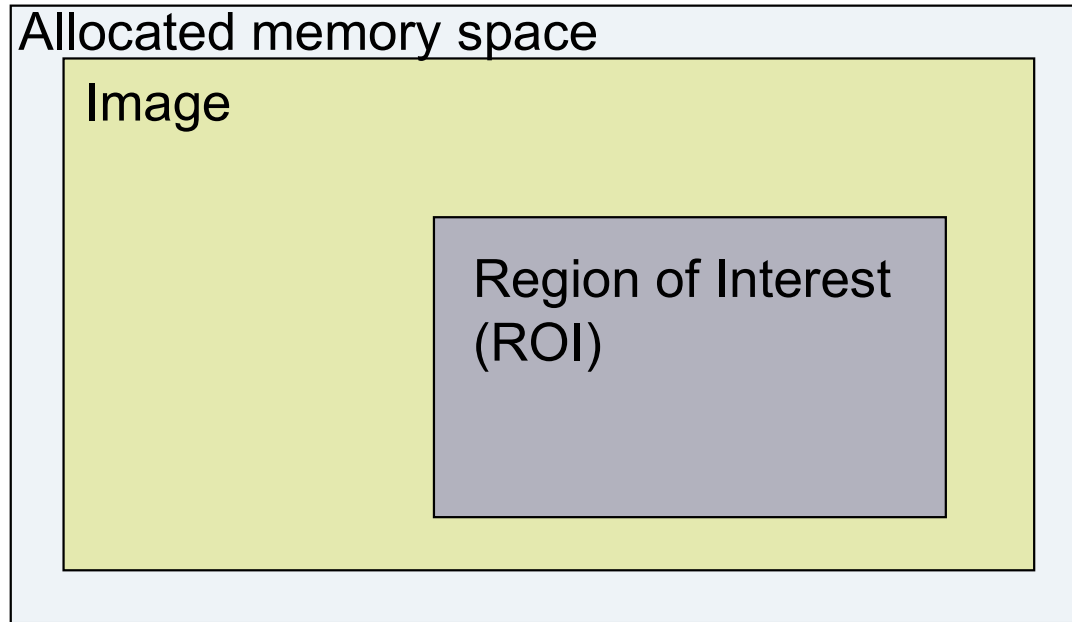 Allocated memory space
Image
Region of Interest
(ROI)